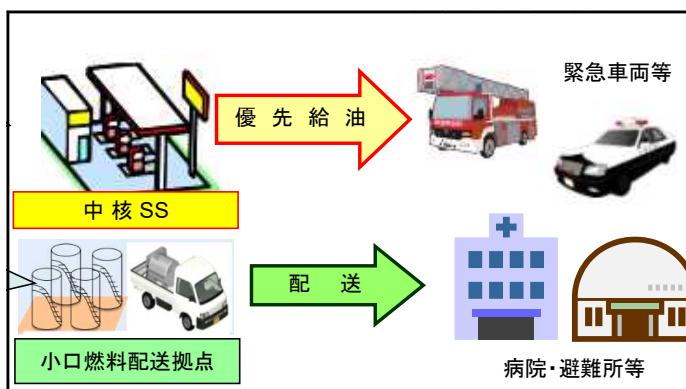 緊急車両等
優先給油
中核SS
配送
小口燃料配送拠点
病院・避難所等